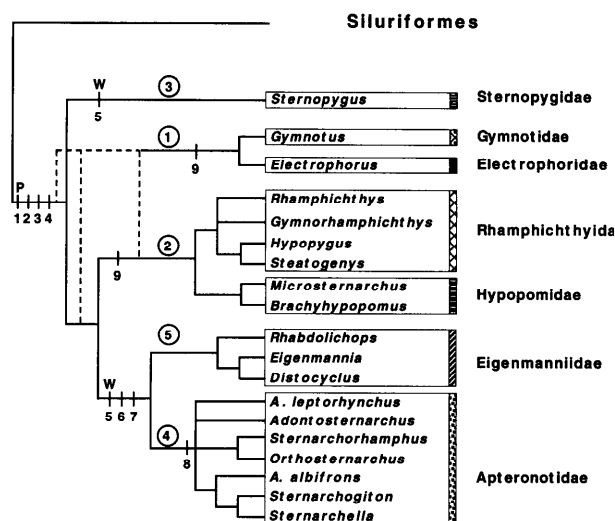 Siluriformes
W
3
5
Sternopygus
Sternopygidae
1
Gymnotus
Gymnotidae
9
Electrophorus
Electrophoridae
P
1 2 3 4
Rhamphichthys
Gymnorhamphichthys
Rhamphichthyida
2
9
Hypopygus
Steatogenys
Microsternarchus
Hypopomidae
Brachyhypopomus
5
Rhabdolichops
Eigenmannia
Eigenmanniidae
Distocyclus
W
5 6 7
A. leptorhynchus
Adontosternarchus
4
8
Sternarchorhamphus
Orthosternarchus
A. albifrons
Apteronotidae
Sternarchogiton
Sternarchella